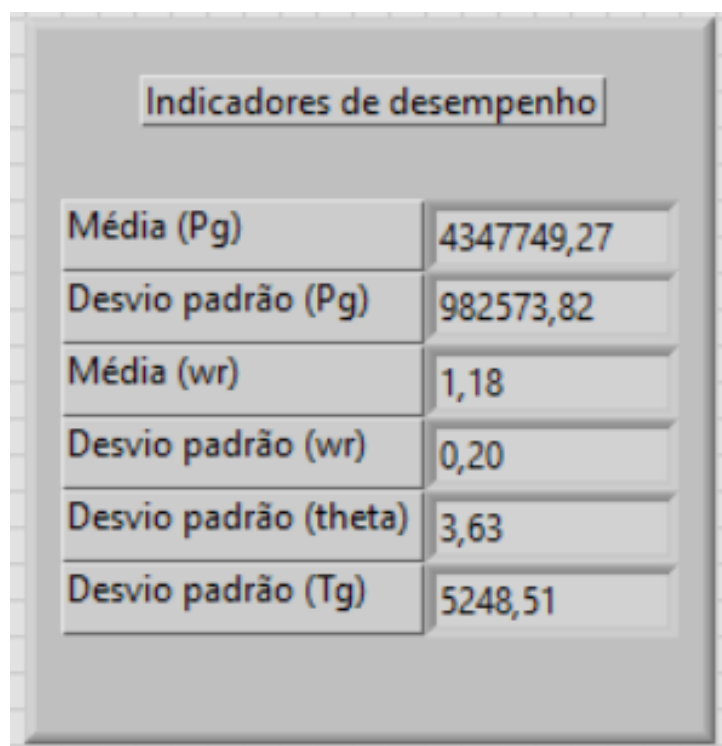 Indicadores de desempenho
Média (Pg) 4347749,27
Desvio padrão (Pg) 982573,82
Média (wr) 1,18
Desvio padrão (wr) 0,20
Desvio padrão (theta) 3,63
Desvio padrão (Tg) 5248,51